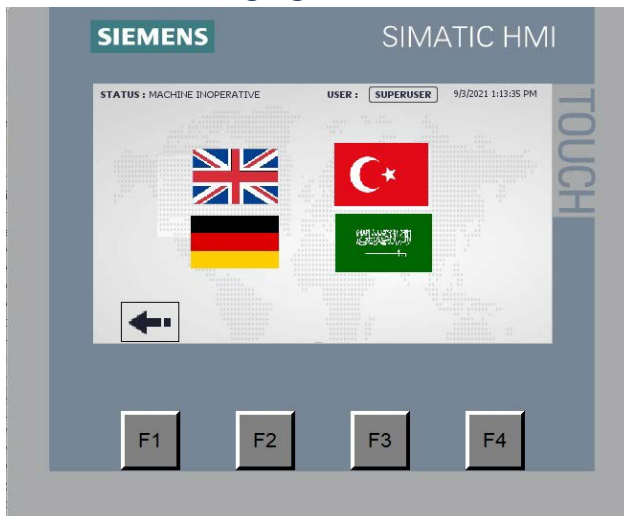 SIEMENS
SIMATIC HMI
TOUCH
STATUS : MACHINE INOPERATIVE
USER : SUPERUSER
9/3/2021 1:13:35 PM
F1
F2
F3
F4